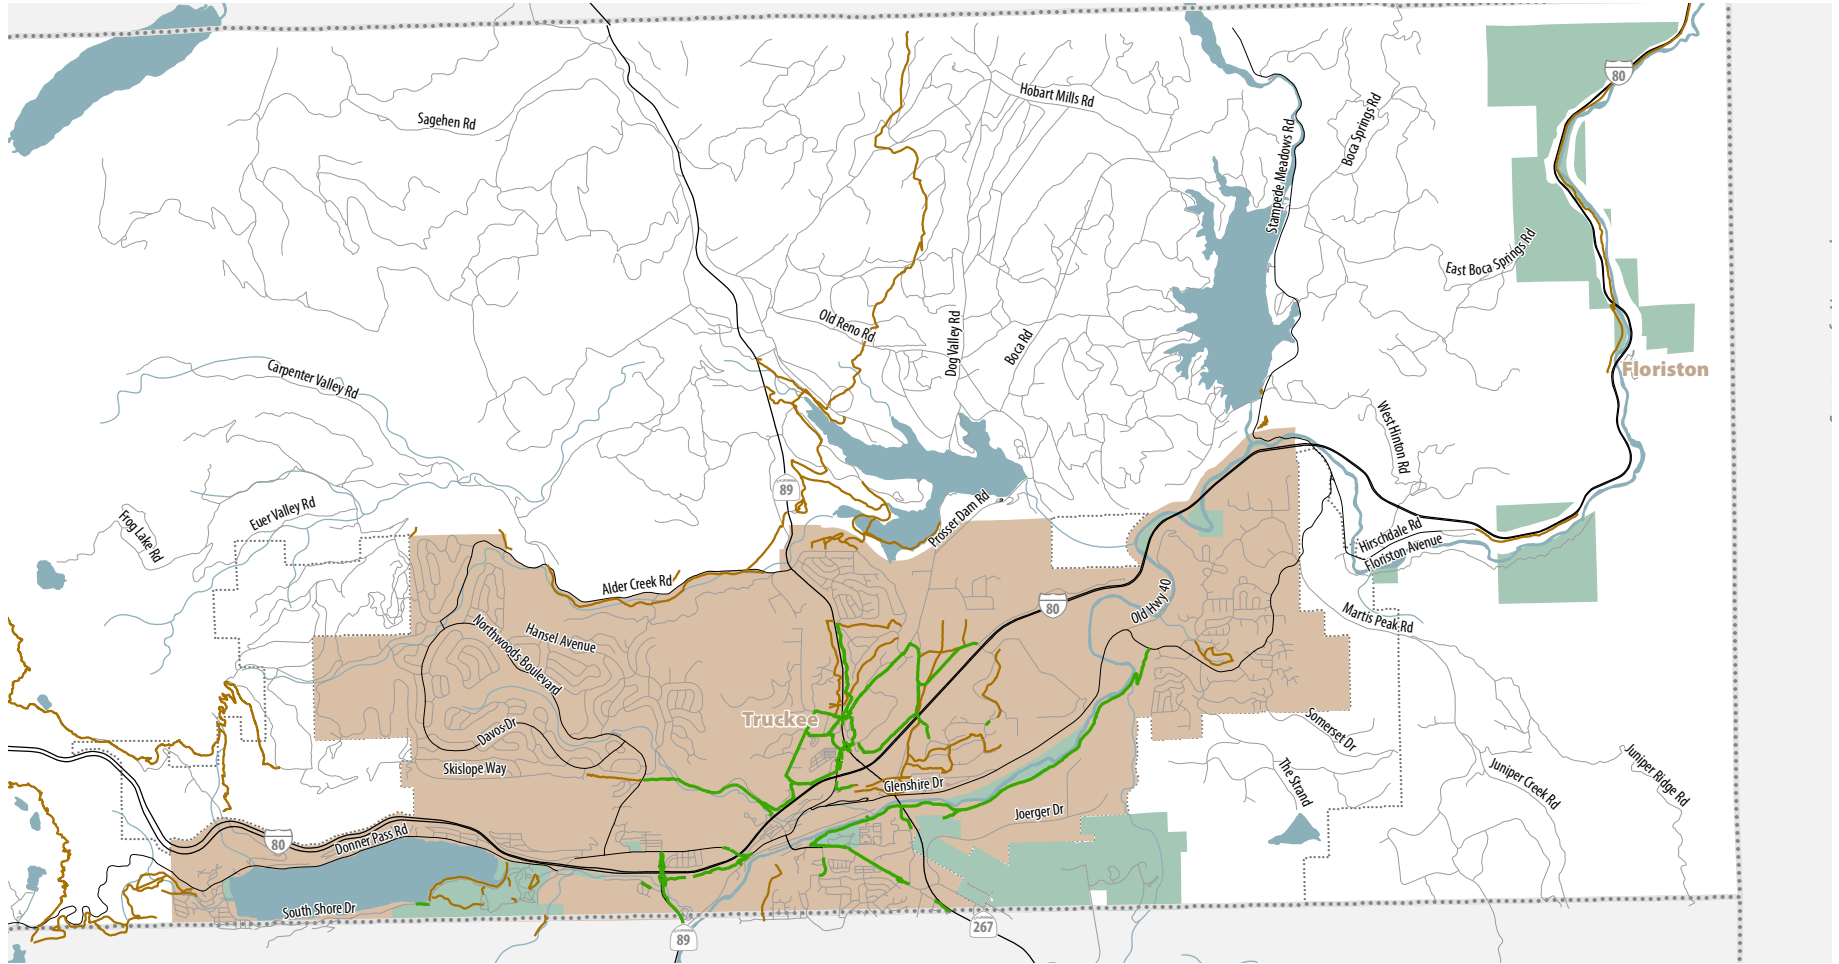 80
Hobart Mills Rd
Sagehen Rd
Boca Springs Rd
Stampede Meadows Rd
East Boca Springs Rd
Old Reno Rd
Dog Valley Rd
Boca Rd
Floriston
Carpenter Valley Rd
West Hinton Rd
89
Euer Valley Rd
Frog Lake Rd
Prosser Dam Rd
Hirschdale Rd
Floriston Avenue
Alder Creek Rd
80
Old Hwy 40
Martis Peak Rd
Hansel Avenue
Northwoods Boulevard
Truckee
Davos Dr
Somerset Dr
Skislope Way
Glenshire Dr
The Strand
Juniper Creek Rd
Juniper Ridge Rd
Joerger Dr
80
Donner Pass Rd
South Shore Dr
89
267